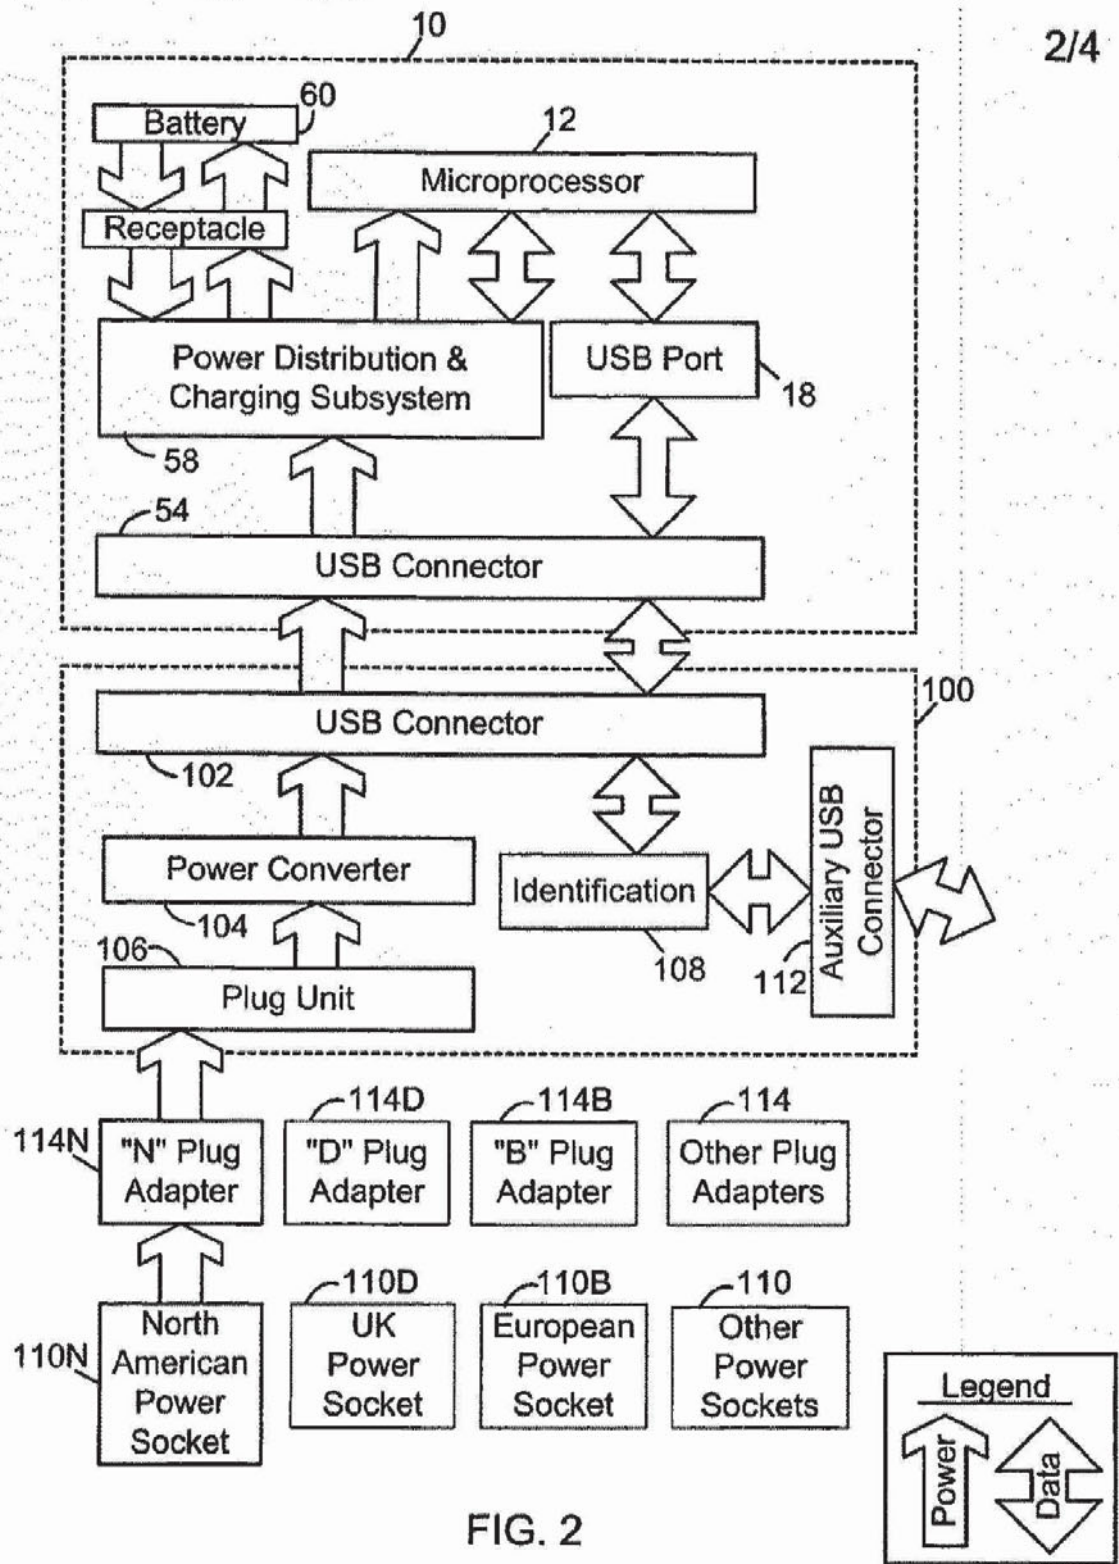 10
2/4
60
Battery
12
Microprocessor
Receptacle
Power Distribution &
Charging Subsystem
USB Port
18
58
54
USB Connector
100
USB Connector
102
Auxiliary USB
Connector
Power Converter
Identification
104
106
108
112
Plug Unit
114N
"N" Plug
Adapter
114D
"D" Plug
Adapter
114B
"B" Plug
Adapter
114
Other Plug
Adapters
110N
North
American
Power
Socket
110D
UK
Power
Socket
110B
European
Power
Socket
110
Other
Power
Sockets
Legend
Power
Data
FIG. 2